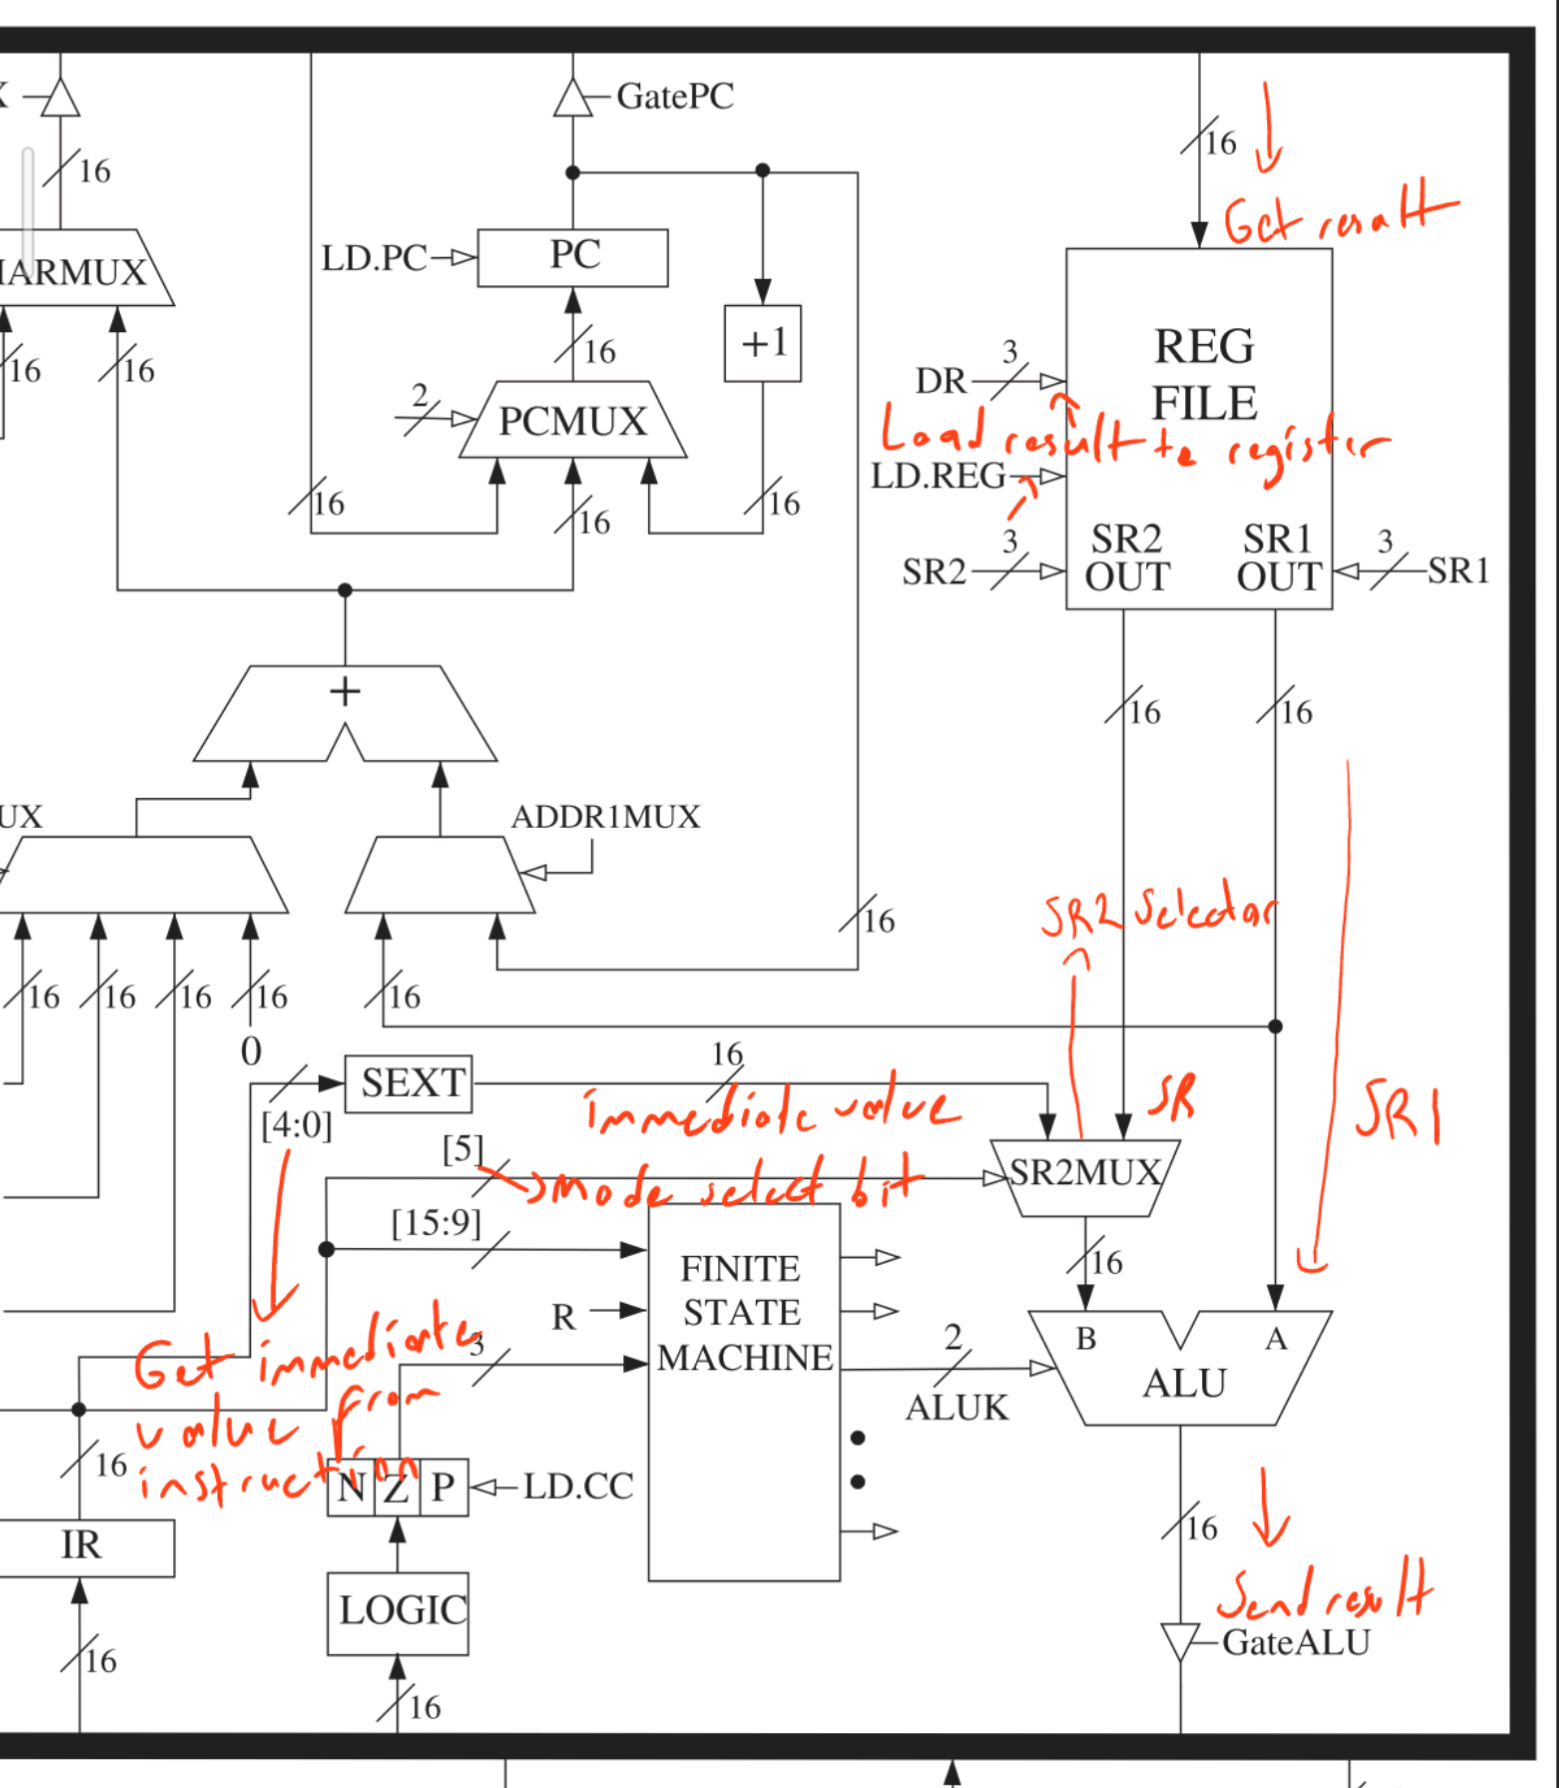 X
GatePC
16
16
Get result
IARMUX
LD.PC
PC
16
16
16
+1
REG
FILE
3
DR
2
PCMUX
Load result to register
LD.REG
16
16
16
SR2
OUT
SR1
OUT
3
SR2
3
SR1
+
16
16
UX
ADDR1MUX
SR2 Selector
16
16
16
16
16
16
0
16
SEXT
immediate value
SR
SR1
[4:0]
[5]
Mode select bit
SR2MUX
[15:9]
16
FINITE
STATE
MACHINE
R
3
2
ALUK
B
A
ALU
Get immediate
value from
instruction
16
N Z P
LD.CC
16
IR
LOGIC
Send result
GateALU
16
16